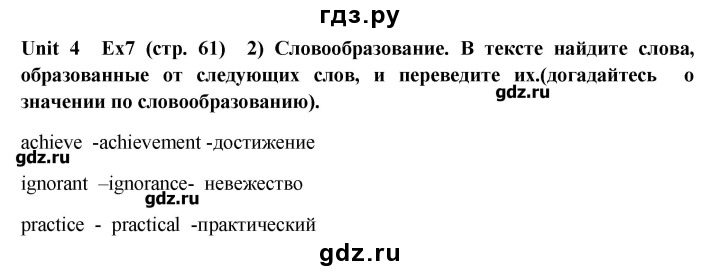 гдз.ру
Unit 4 Ex7 (стр. 61) 2) Словообразование. В тексте найдите слова,
образованные от следующих слов, и переведите их.(догадайтесь о
значении по словообразованию).
gdz.ru
achieve -achievement -достижение
gdz.ru
ignorant –ignorance- невежество
gdz.ru
practice - practical -практический
gdz.ru